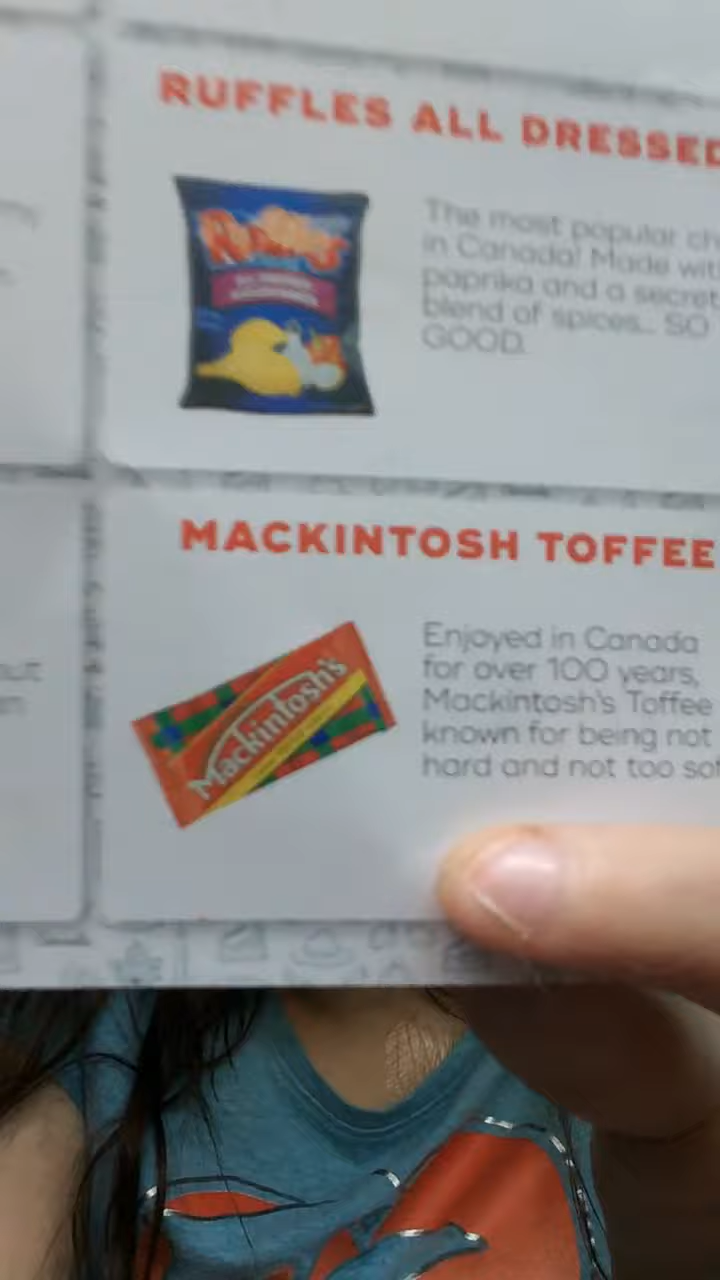 RUFFLES ALL DRESSED
Ruffles
The most popular ch
in Canada! Made wit
paprika and a secret
blend of spices... SO
GOOD.
MACKINTOSH TOFFEE
Mackintosh's
Enjoyed in Canada
for over 100 years,
Mackintosh's Toffee
known for being not
hard and not too sof